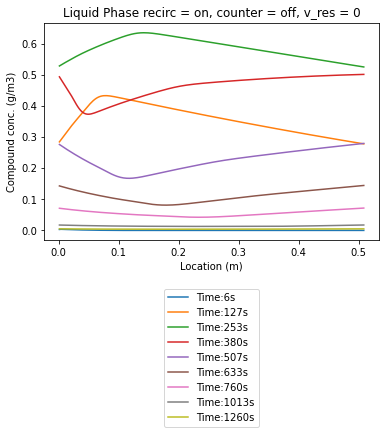 Liquid Phase recirc = on, counter = off, v_res = 0
Compound conc. (g/m3)
0.6
0.5
0.4
0.3
0.2
0.1
0.0
0.0 0.1 0.2 0.3 0.4 0.5
Location (m)
Time:6s
Time:127s
Time:253s
Time:380s
Time:507s
Time:633s
Time:760s
Time:1013s
Time:1260s